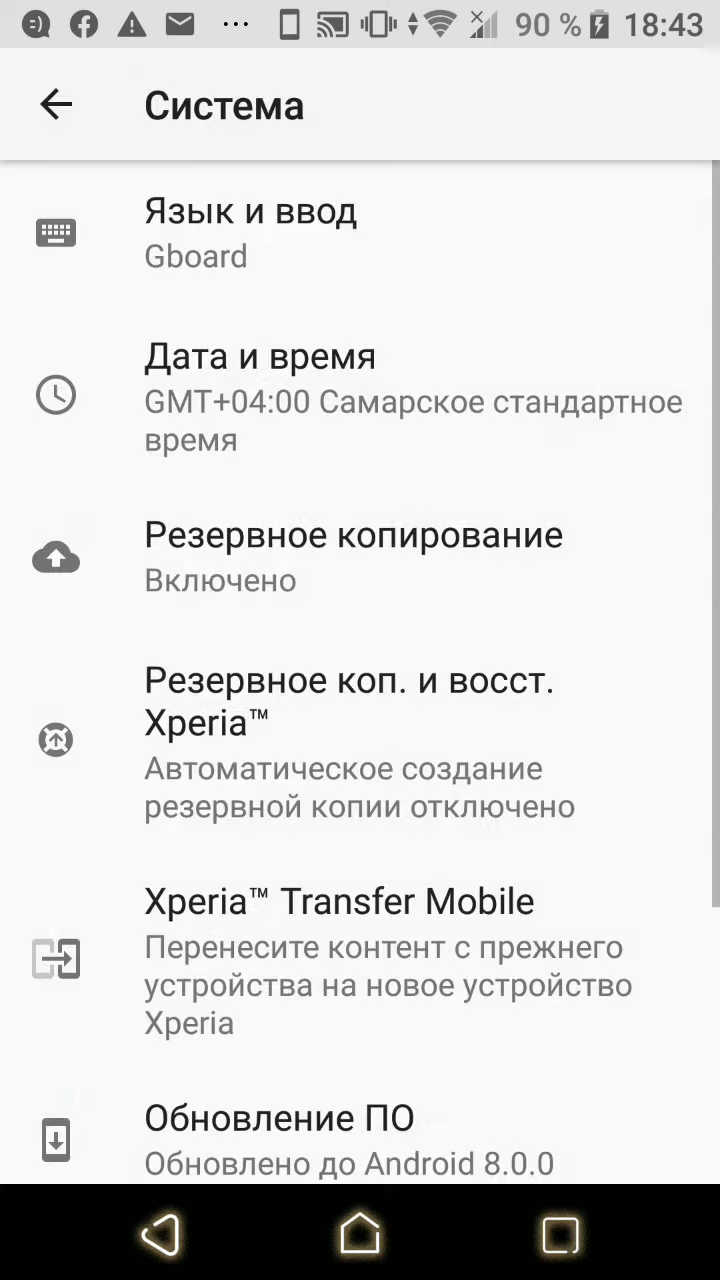 90 % 18:43
Система
Язык и ввод
Gboard
Дата и время
GMT+04:00 Самарское стандартное
время
Резервное копирование
Включено
Резервное коп. и восст.
Xperia™
Автоматическое создание
резервной копии отключено
Xperia™ Transfer Mobile
Перенесите контент с прежнего
устройства на новое устройство
Xperia
Обновление ПО
Обновлено до Android 8.0.0